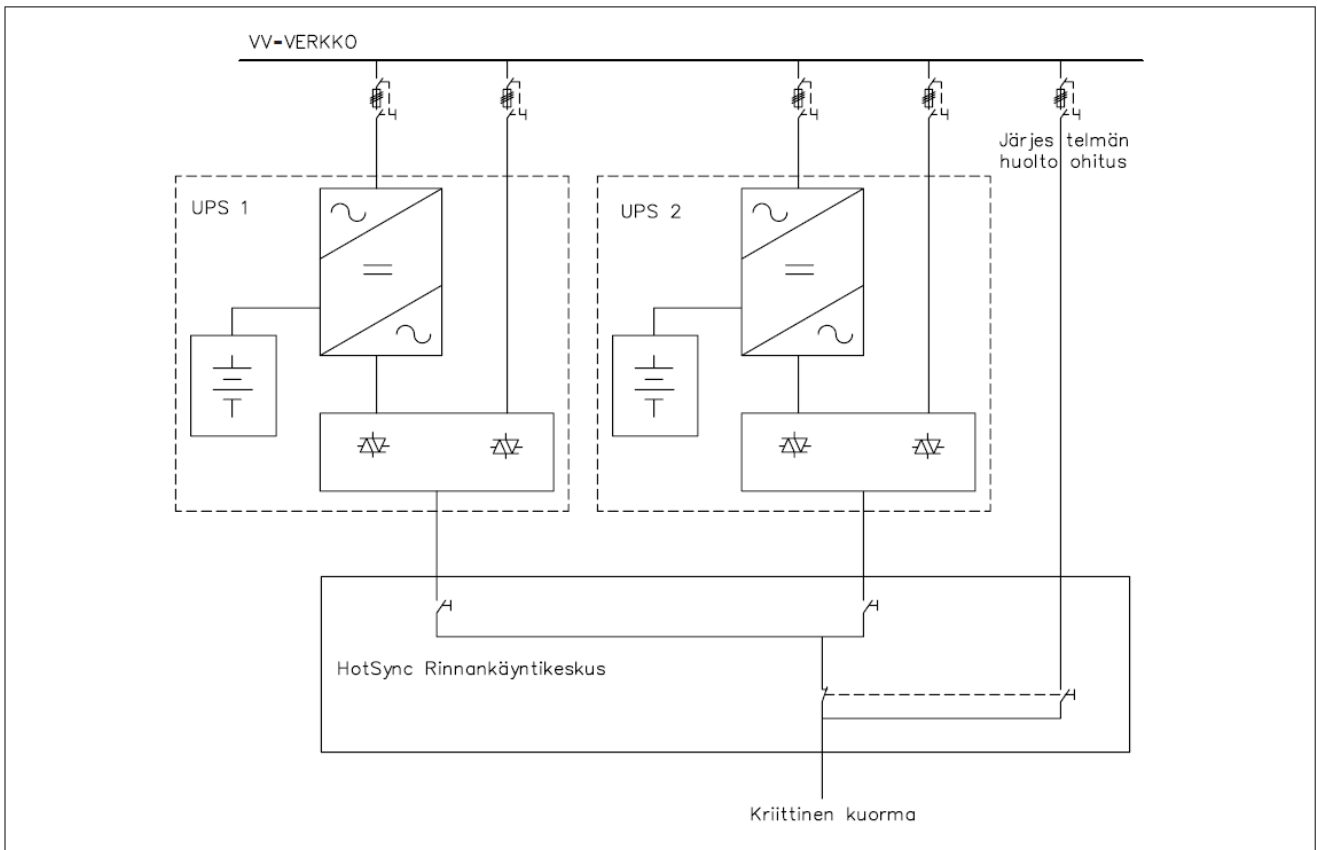 VV-VERKKO
Järjes telmän
huolto ohitus
UPS 1
UPS 2
HotSync Rinnankäyntikeskus
Kriittinen kuorma